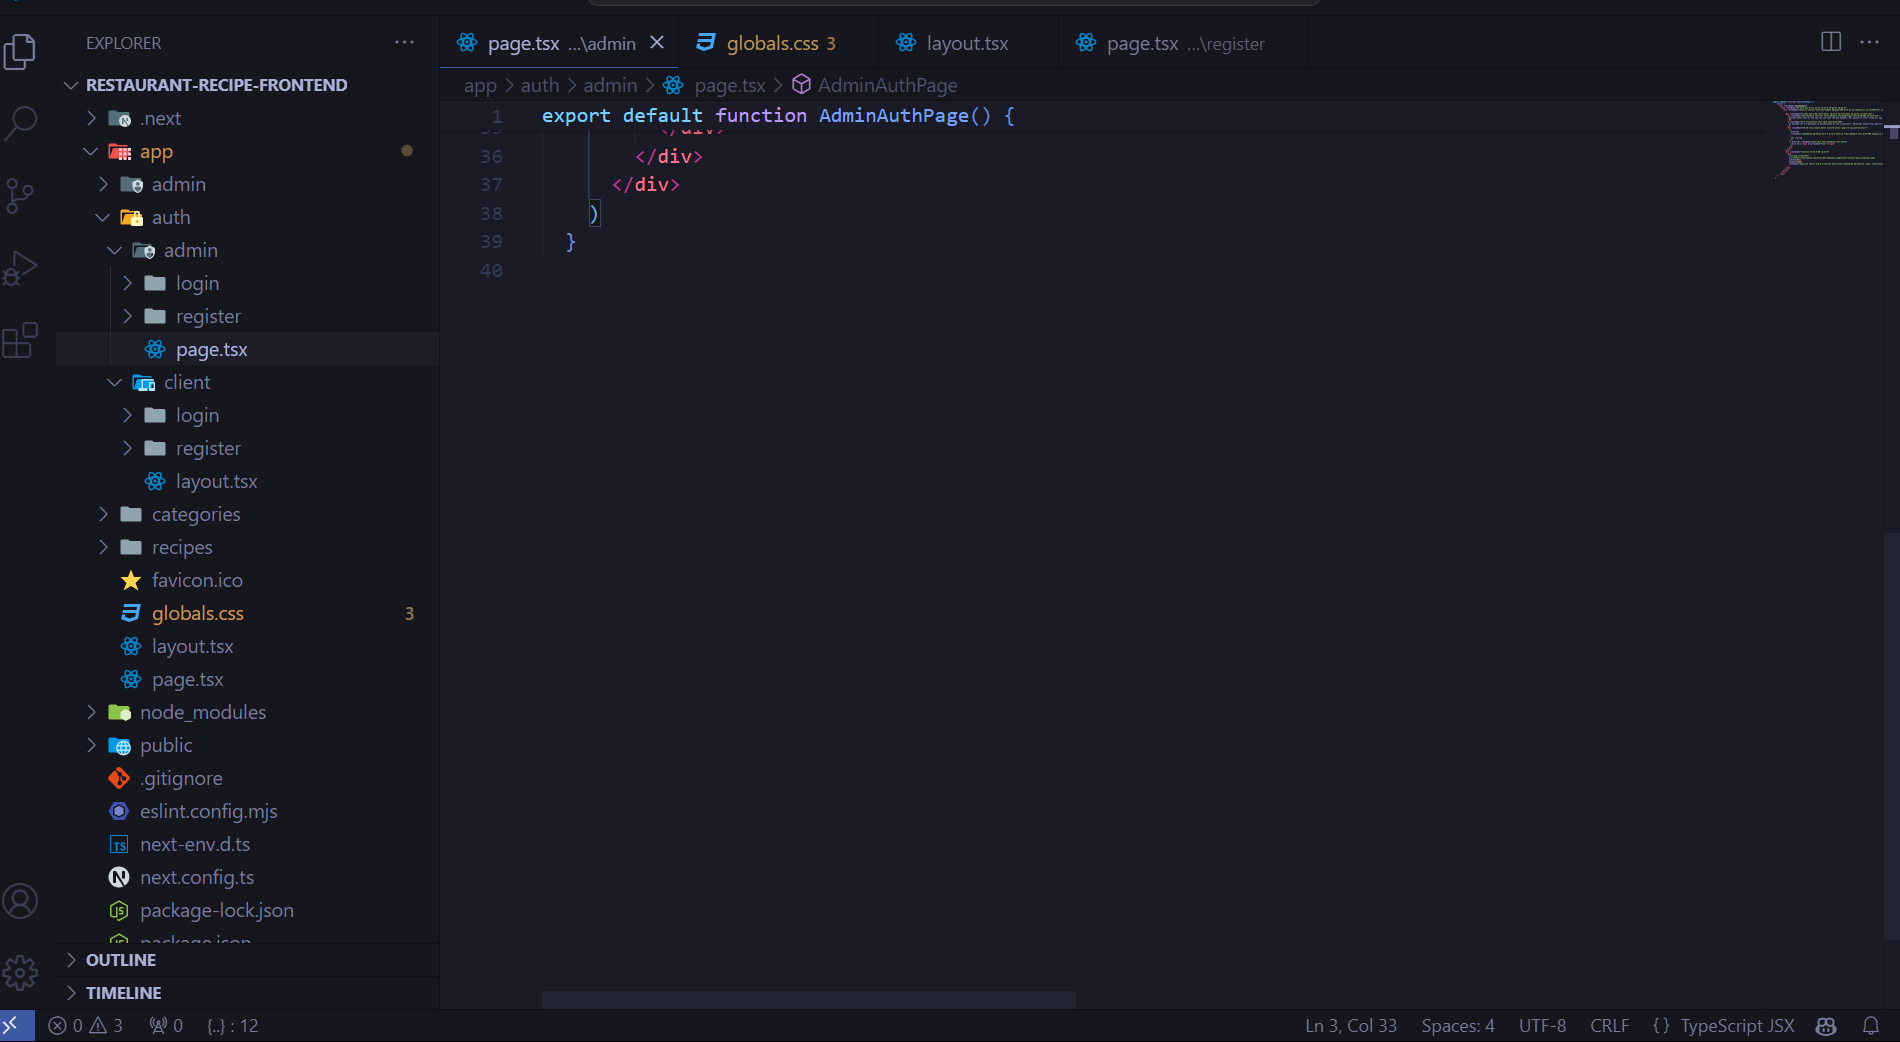 EXPLORER
RESTAURANT-RECIPE-FRONTEND
.next
app
admin
auth
admin
login
register
page.tsx
client
login
register
layout.tsx
categories
recipes
favicon.ico
globals.css 3
layout.tsx
page.tsx
node_modules
public
.gitignore
eslint.config.mjs
next-env.d.ts
next.config.ts
package-lock.json
package.json
OUTLINE
TIMELINE
page.tsx ...\admin
globals.css 3
layout.tsx
page.tsx ...\register
app > auth > admin > page.tsx > AdminAuthPage
1 export default function AdminAuthPage() {
35 </div>
36 </div>
37 </div>
38 )
39 }
40
0 3 0 {..} : 12
Ln 3, Col 33 Spaces: 4 UTF-8 CRLF {} TypeScript JSX